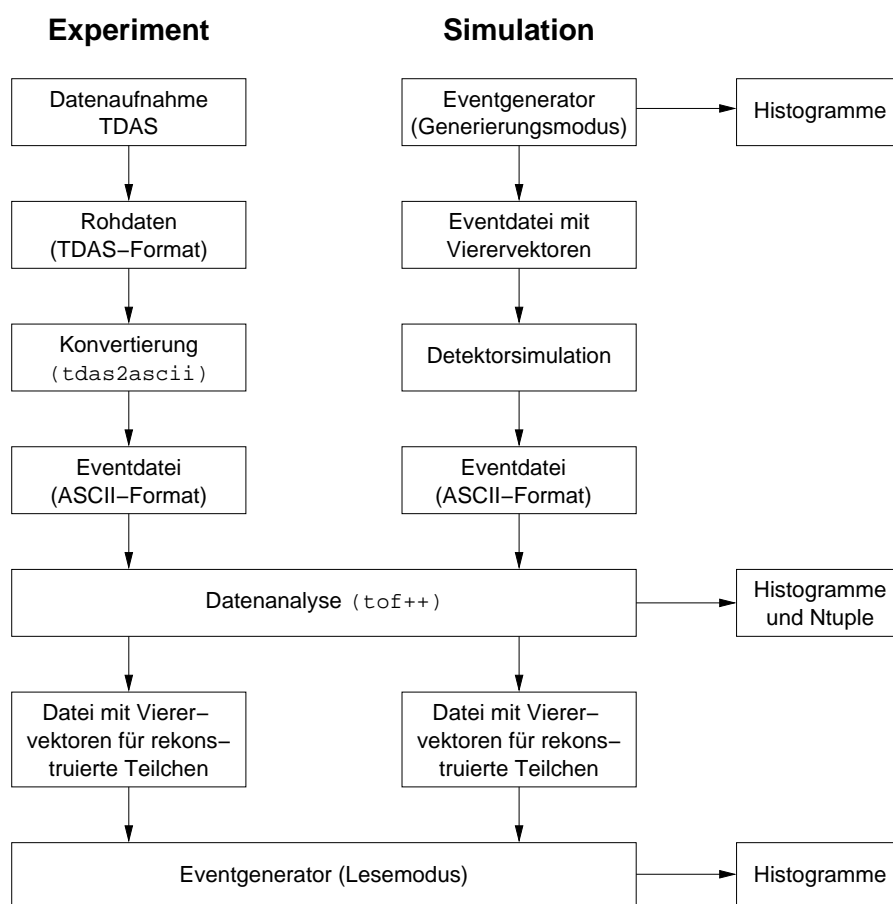 Experiment
Simulation
Datenaufnahme
TDAS
Eventgenerator
(Generierungsmodus)
Histogramme
Rohdaten
(TDAS−Format)
Eventdatei mit
Vierervektoren
Konvertierung
(tdas2ascii)
Detektorsimulation
Eventdatei
(ASCII−Format)
Eventdatei
(ASCII−Format)
Datenanalyse (tof++)
Histogramme
und Ntuple
Datei mit Vierer−
vektoren für rekons−
truierte Teilchen
Datei mit Vierer−
vektoren für rekons−
truierte Teilchen
Eventgenerator (Lesemodus)
Histogramme